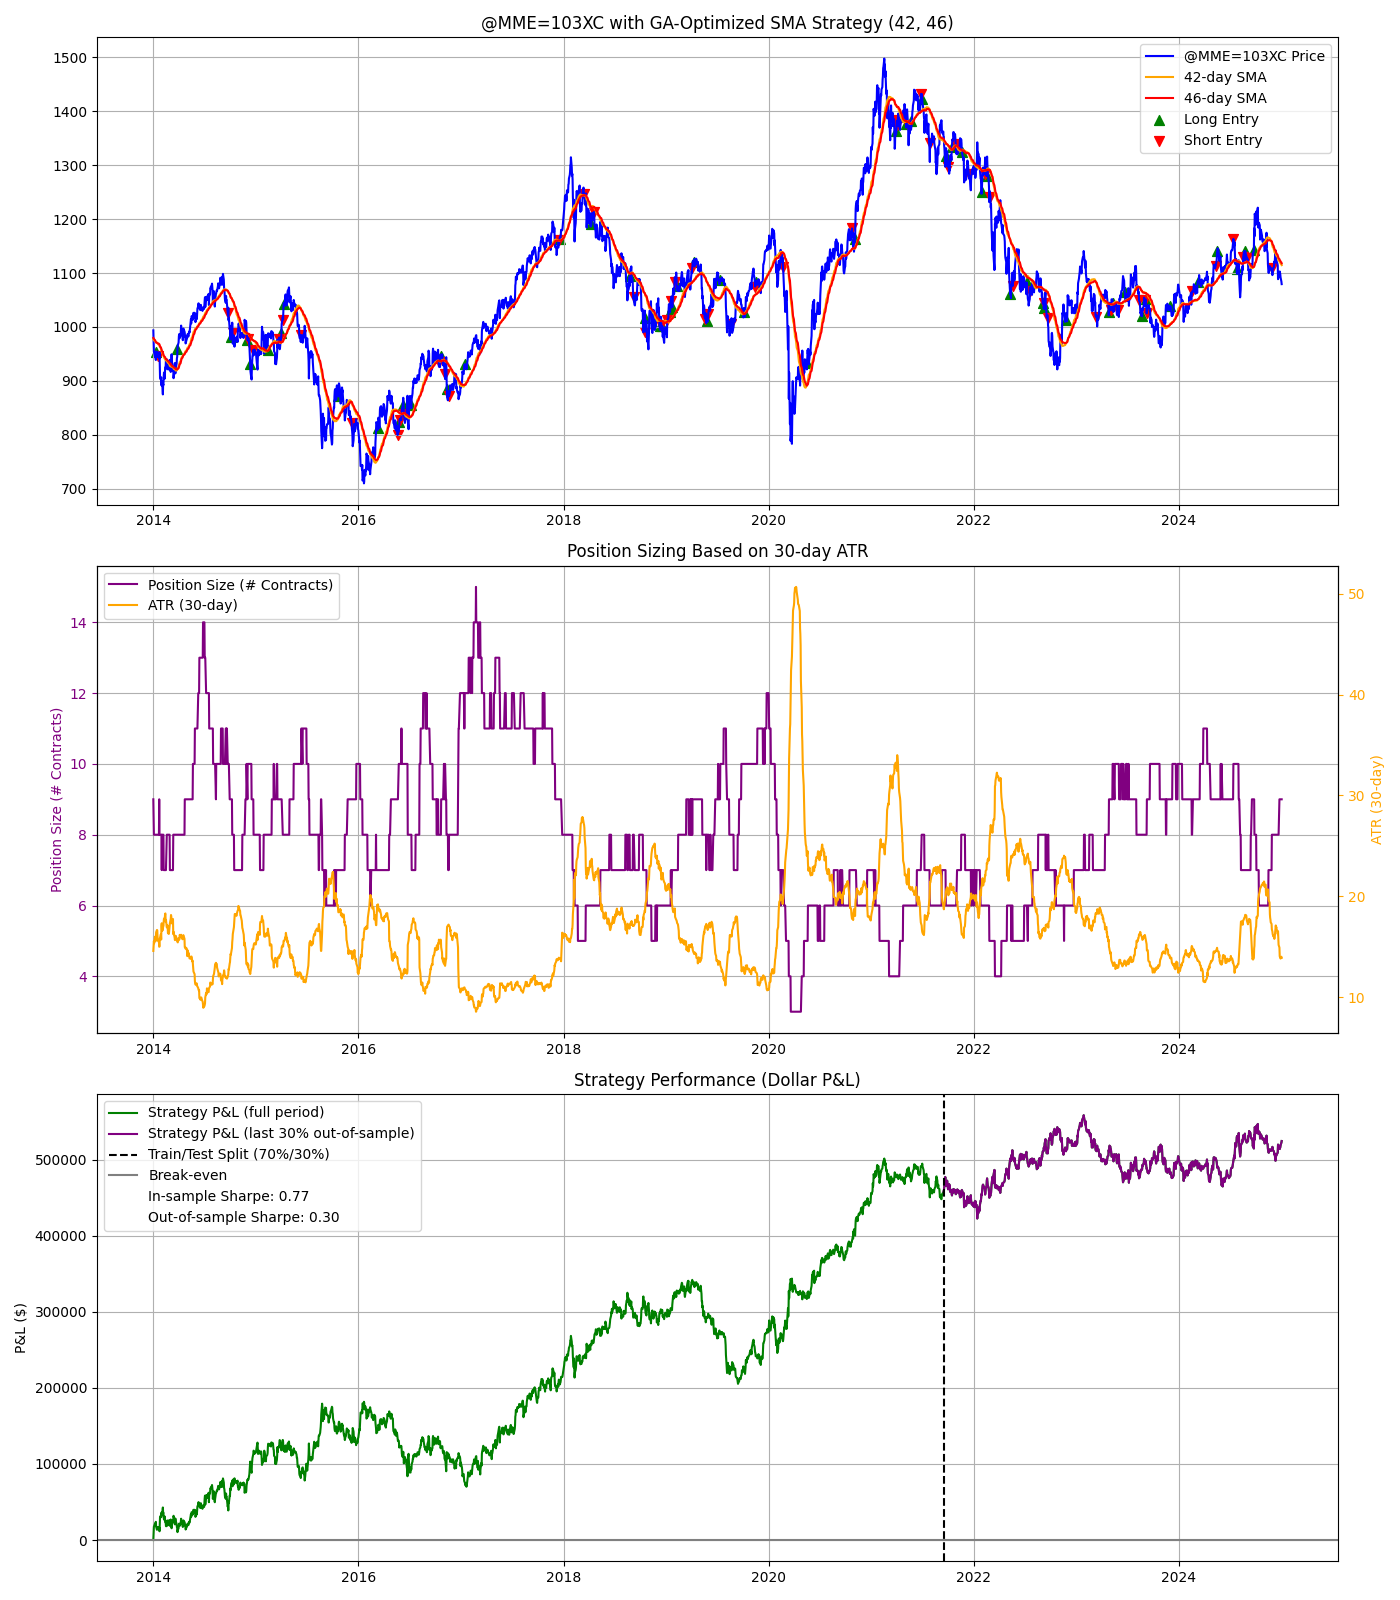 @MME=103XC with GA-Optimized SMA Strategy (42, 46)
1500
1400
1300
1200
1100
1000
900
800
700
@MME=103XC Price
42-day SMA
46-day SMA
Long Entry
Short Entry
2014 2016 2018 2020 2022 2024
Position Sizing Based on 30-day ATR
Position Size (# Contracts)
14
12
10
8
6
4
Position Size (# Contracts)
ATR (30-day)
50
40
30
20
10
ATR (30-day)
2014 2016 2018 2020 2022 2024
Strategy Performance (Dollar P&L)
P&L ($)
500000
400000
300000
200000
100000
0
Strategy P&L (full period)
Strategy P&L (last 30% out-of-sample)
Train/Test Split (70%/30%)
Break-even
In-sample Sharpe: 0.77
Out-of-sample Sharpe: 0.30
2014 2016 2018 2020 2022 2024